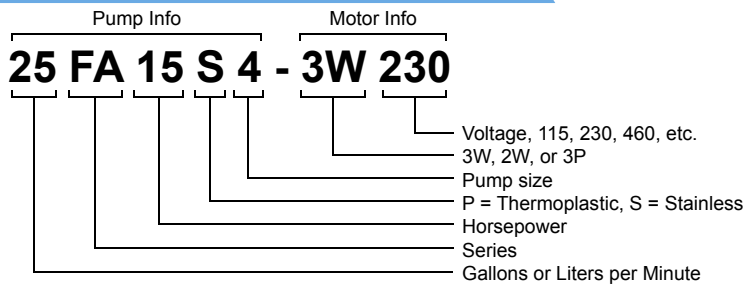 Pump Info Motor Info
25 FA 15 S 4 - 3W 230
Voltage, 115, 230, 460, etc.
3W, 2W, or 3P
Pump size
P = Thermoplastic, S = Stainless
Horsepower
Series
Gallons or Liters per Minute